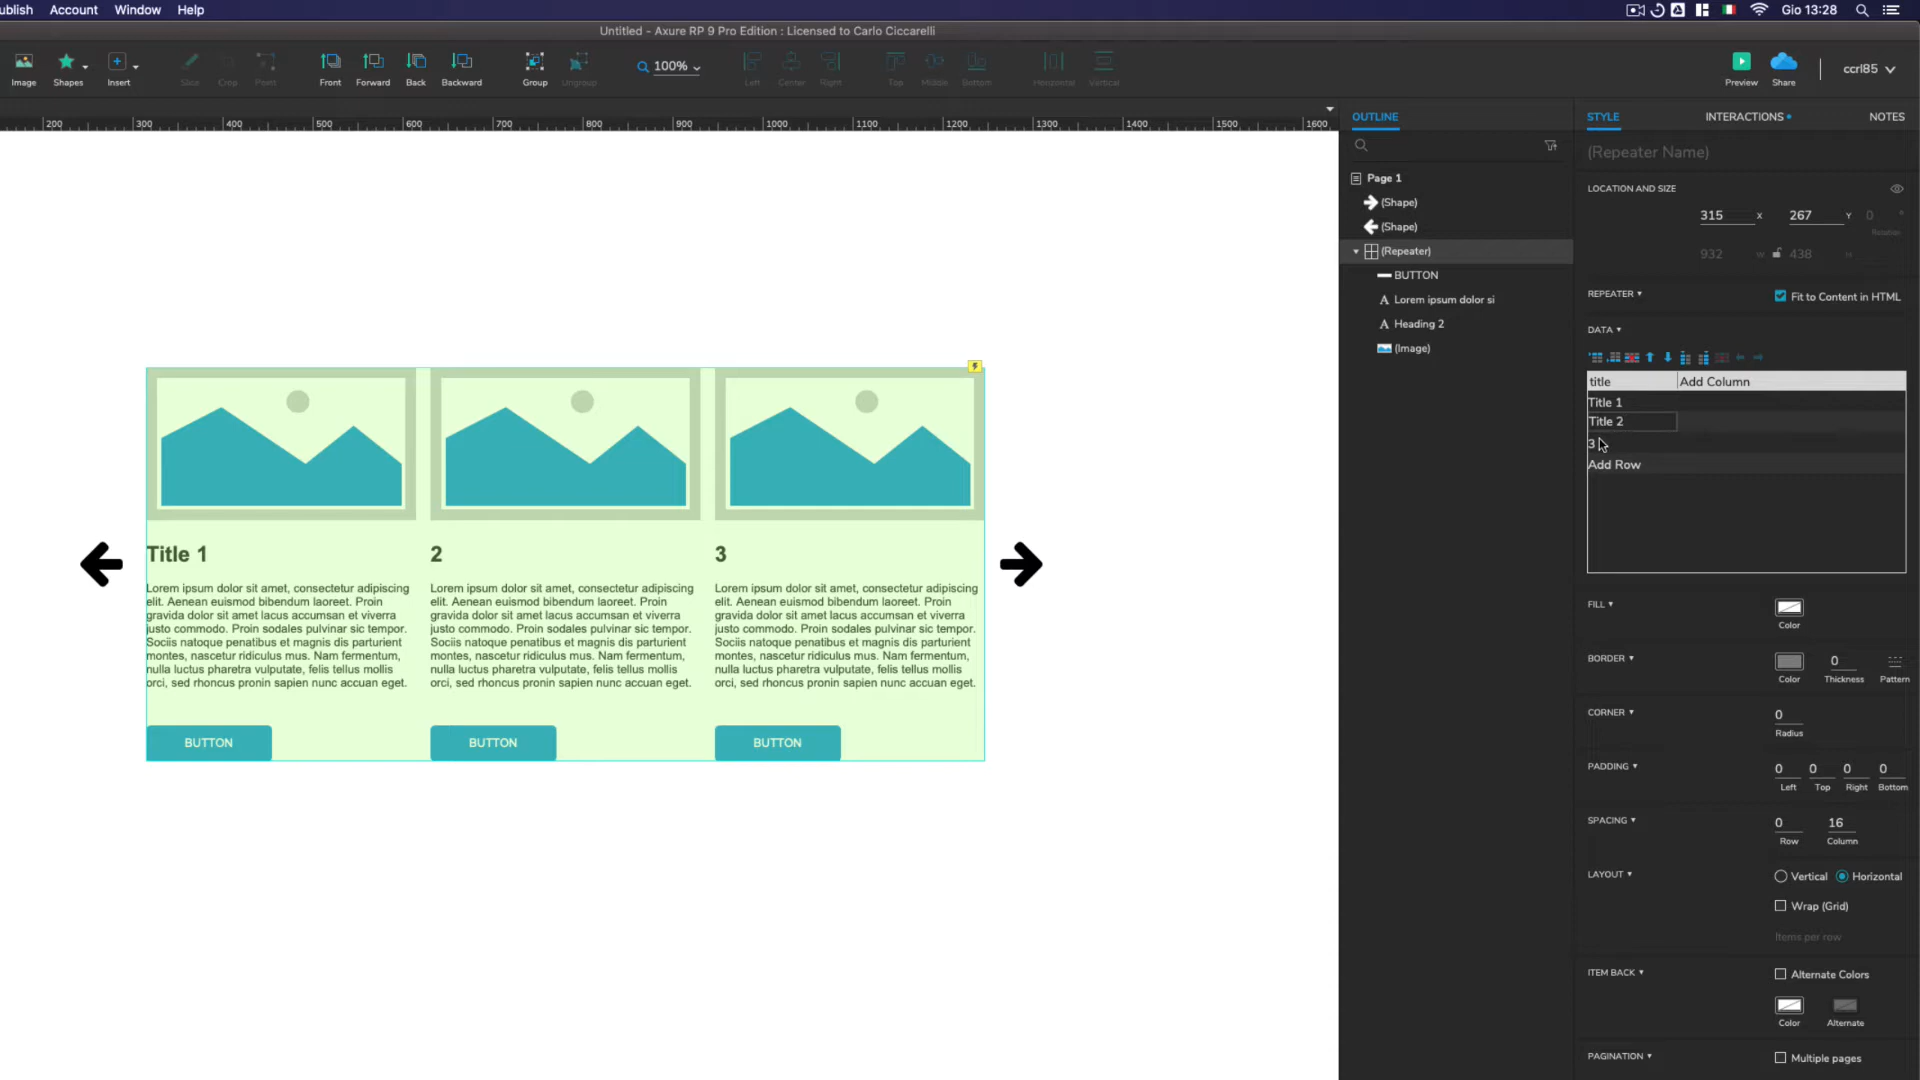 ublish Account Window Help Gio 13:28
Untitled - Axure RP 9 Pro Edition : Licensed to Carlo Ciccarelli
Image Shapes Insert Slice Crop Point Front Forward Back Backward Group Ungroup 100% Left Center Right Top Middle Bottom Horizontal Vertical Preview Share ccrl85
200 300 400 500 600 700 800 900 1000 1100 1200 1300 1400 1500 1600
OUTLINE
Page 1
(Shape)
(Shape)
(Repeater)
BUTTON
Lorem ipsum dolor si
Heading 2
(Image)
STYLE INTERACTIONS NOTES
(Repeater Name)
LOCATION AND SIZE
315 X 267 Y 0
Rotation
932 W 438 H
REPEATER Fit to Content in HTML
DATA
title Add Column
Title 1
Title 2
3
Add Row
FILL
Color
BORDER 0
Color Thickness Pattern
CORNER 0
Radius
PADDING 0 0 0 0
Left Top Right Bottom
SPACING 0 16
Row Column
LAYOUT Vertical Horizontal
Wrap (Grid)
Items per row
ITEM BACK Alternate Colors
Color Alternate
PAGINATION Multiple pages
Title 1
Lorem ipsum dolor sit amet, consectetur adipiscing
elit. Aenean euismod bibendum laoreet. Proin
gravida dolor sit amet lacus accumsan et viverra
justo commodo. Proin sodales pulvinar sic tempor.
Sociis natoque penatibus et magnis dis parturient
montes, nascetur ridiculus mus. Nam fermentum,
nulla luctus pharetra vulputate, felis tellus mollis
orci, sed rhoncus pronin sapien nunc accuan eget.
BUTTON
2
Lorem ipsum dolor sit amet, consectetur adipiscing
elit. Aenean euismod bibendum laoreet. Proin
gravida dolor sit amet lacus accumsan et viverra
justo commodo. Proin sodales pulvinar sic tempor.
Sociis natoque penatibus et magnis dis parturient
montes, nascetur ridiculus mus. Nam fermentum,
nulla luctus pharetra vulputate, felis tellus mollis
orci, sed rhoncus pronin sapien nunc accuan eget.
BUTTON
3
Lorem ipsum dolor sit amet, consectetur adipiscing
elit. Aenean euismod bibendum laoreet. Proin
gravida dolor sit amet lacus accumsan et viverra
justo commodo. Proin sodales pulvinar sic tempor.
Sociis natoque penatibus et magnis dis parturient
montes, nascetur ridiculus mus. Nam fermentum,
nulla luctus pharetra vulputate, felis tellus mollis
orci, sed rhoncus pronin sapien nunc accuan eget.
BUTTON